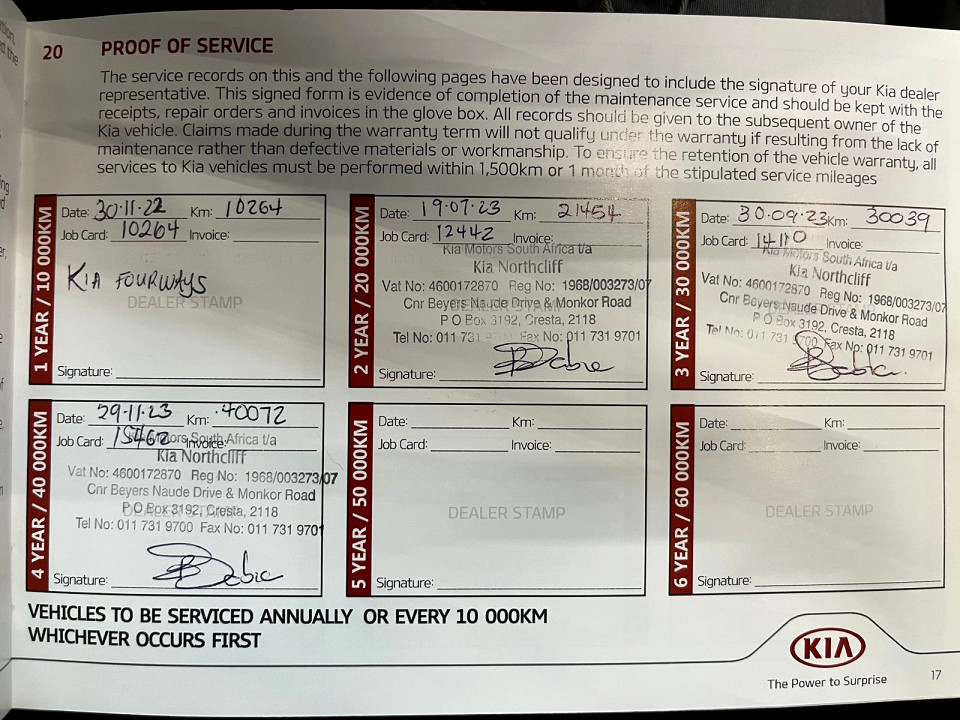 20 PROOF OF SERVICE
The service records on this and the following pages have been designed to include the signature of your Kia dealer
representative. This signed form is evidence of completion of the maintenance service and should be kept with the
receipts, repair orders and invoices in the glove box. All records should be given to the subsequent owner of the
Kia vehicle. Claims made during the warranty term will not qualify under the warranty if resulting from the lack of
maintenance rather than defective materials or workmanship. To ensure the retention of the vehicle warranty, all
services to Kia vehicles must be performed within 1,500km or 1 month of the stipulated service mileages
1 YEAR / 10 000KM
Date: 30·11·22 Km: 10264
Job Card: 10264 Invoice:
KIA FOURWAYS
DEALER STAMP
Signature:
2 YEAR / 20 000KM
Date: 19·07·23 Km: 21454
Job Card: 12442 Invoice:
Kia Motors South Africa t/a
Kia Northcliff
Vat No: 4600172870 Reg No: 1968/003273/07
Cnr Beyers Naude Drive & Monkor Road
P O Box 3192, Cresta, 2118
Tel No: 011 731 Fax No: 011 731 9701
Signature:
3 YEAR / 30 000KM
Date: 30·09·23 Km: 30039
Job Card: Invoice:
Kia Motors South Africa t/a
Kia Northcliff
Vat No: 4600172870 Reg No: 1968/003273/07
Cnr Beyers Naude Drive & Monkor Road
P O Box 3192, Cresta, 2118
Tel No: 011 731 9700 Fax No: 011 731 9701
Signature:
4 YEAR / 40 000KM
Date: 29·11·23 Km: 40072
Job Card: 15462 Invoice:
Motors South Africa t/a
Kia Northcliff
Vat No: 4600172870 Reg No: 1968/003273/07
Cnr Beyers Naude Drive & Monkor Road
P O Box 3192, Cresta, 2118
Tel No: 011 731 9700 Fax No: 011 731 9701
Signature:
5 YEAR / 50 000KM
Date: Km:
Job Card: Invoice:
DEALER STAMP
Signature:
6 YEAR / 60 000KM
Date: Km:
Job Card: Invoice:
DEALER STAMP
Signature:
VEHICLES TO BE SERVICED ANNUALLY OR EVERY 10 000KM
WHICHEVER OCCURS FIRST
KIA
The Power to Surprise
17